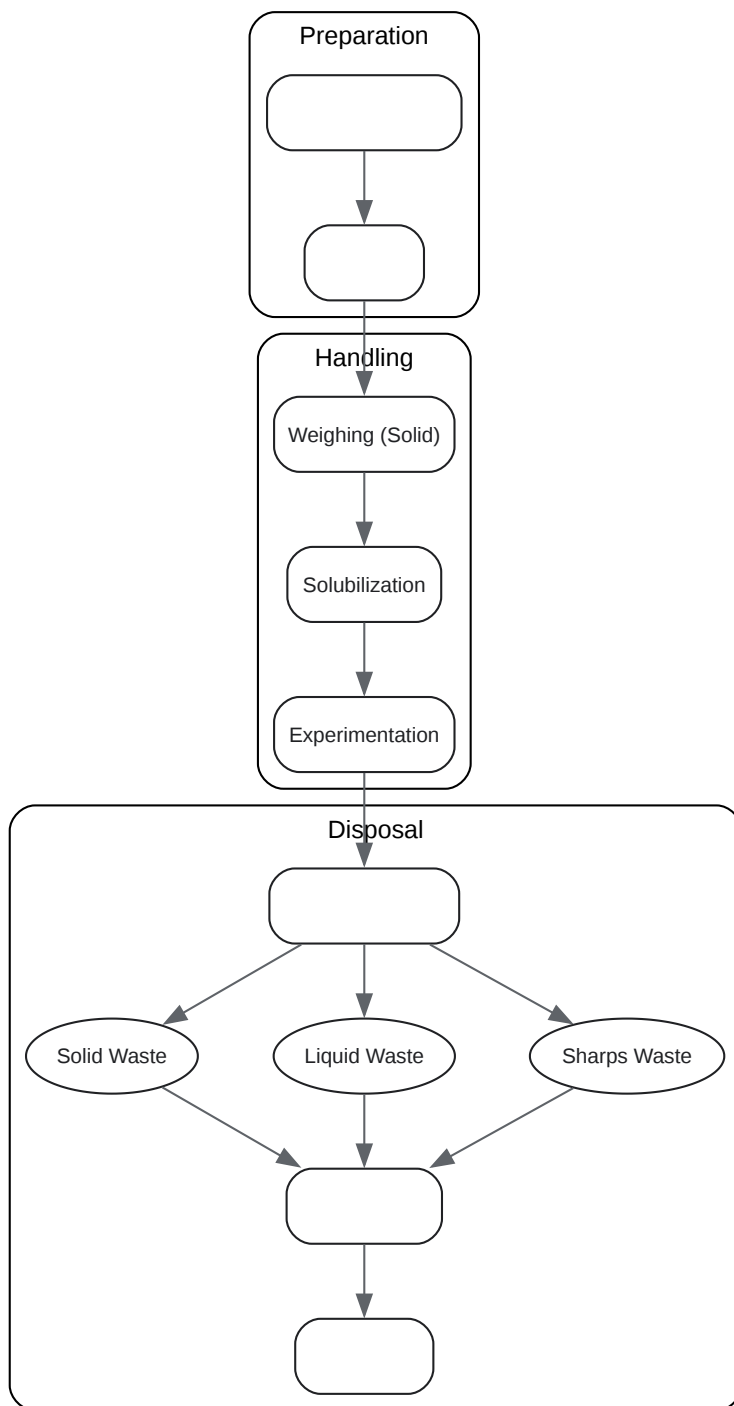 Preparation
Handling
Weighing (Solid)
Solubilization
Experimentation
Disposal
Solid Waste
Liquid Waste
Sharps Waste